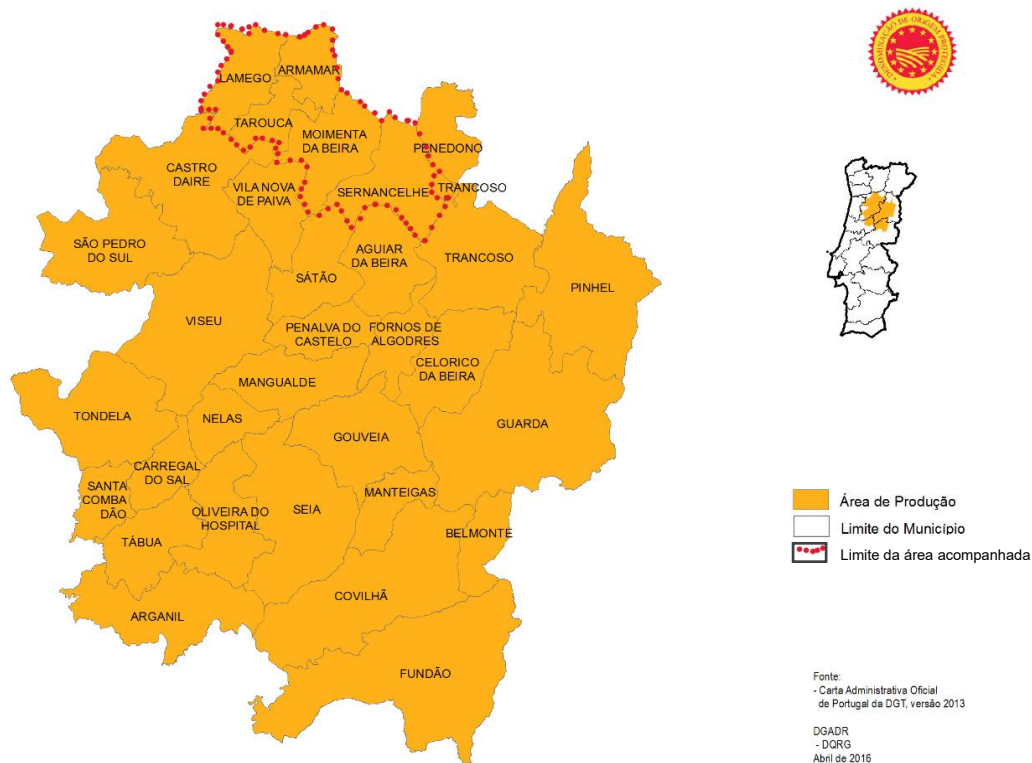 DENOMINAÇÃO DE ORIGEM PROTEGIDA
LAMEGO
ARMAMAR
TAROUCA
MOIMENTA
DA BEIRA
PENEDONO
CASTRO
DAIRE
VILA NOVA
DE PAIVA
SERNANCELHE
TRANCOSO
SÃO PEDRO
DO SUL
AGUIAR
DA BEIRA
TRANCOSO
SÁTÃO
PINHEL
VISEU
PENALVA DO
CASTELO
FORNOS DE
ALGODRES
CELORICO
DA BEIRA
MANGUALDE
TONDELA
NELAS
GOUVEIA
GUARDA
CARREGAL
DO SAL
SANTA
COMBA
DÃO
OLIVEIRA DO
HOSPITAL
SEIA
MANTEIGAS
TÁBUA
BELMONTE
COVILHÃ
ARGANIL
FUNDÃO
Área de Produção
Limite do Município
Limite da área acompanhada
Fonte:
- Carta Administrativa Oficial
de Portugal da DGT, versão 2013
DGADR
- DQRG
Abril de 2016